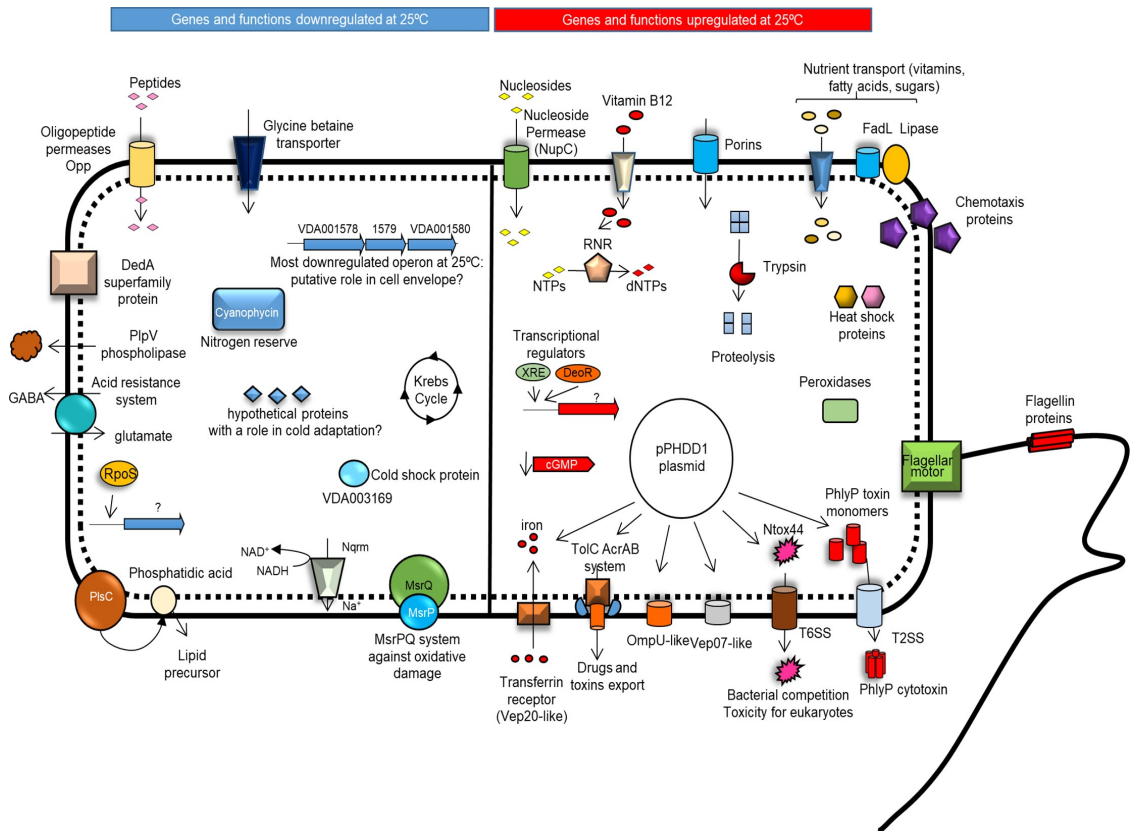 Genes and functions downregulated at 25ºC
Genes and functions upregulated at 25ºC
Peptides
Oligopeptide
permeases
Opp
Glycine betaine
transporter
VDA001578
1579
VDA001580
Most downregulated operon at 25ºC:
putative role in cell envelope?
DedA
superfamily
protein
Cyanophycin
Nitrogen reserve
PlpV
phospholipase
Acid resistance
system
GABA
glutamate
hypothetical proteins
with a role in cold adaptation?
Krebs
Cycle
RpoS
?
Cold shock protein
VDA003169
NAD⁺
NADH
Nqrm
Na⁺
PlsC
Phosphatidic acid
Lipid
precursor
MsrQ
MsrP
MsrPQ system
against oxidative
damage
Nucleosides
Nucleoside
Permease
(NupC)
Vitamin B12
Porins
Nutrient transport (vitamins,
fatty acids, sugars)
FadL
Lipase
Chemotaxis
proteins
RNR
NTPs
dNTPs
Trypsin
Proteolysis
Heat shock
proteins
Transcriptional
regulators
XRE
DeoR
?
Peroxidases
cGMP
pPHDD1
plasmid
Flagellin
proteins
Flagellar
motor
iron
TolC AcrAB
system
Ntox44
PhlyP toxin
monomers
OmpU-like
Vep07-like
T6SS
T2SS
Transferrin
receptor
(Vep20-like)
Drugs and
toxins export
Bacterial competition
Toxicity for eukaryotes
PhlyP cytotoxin